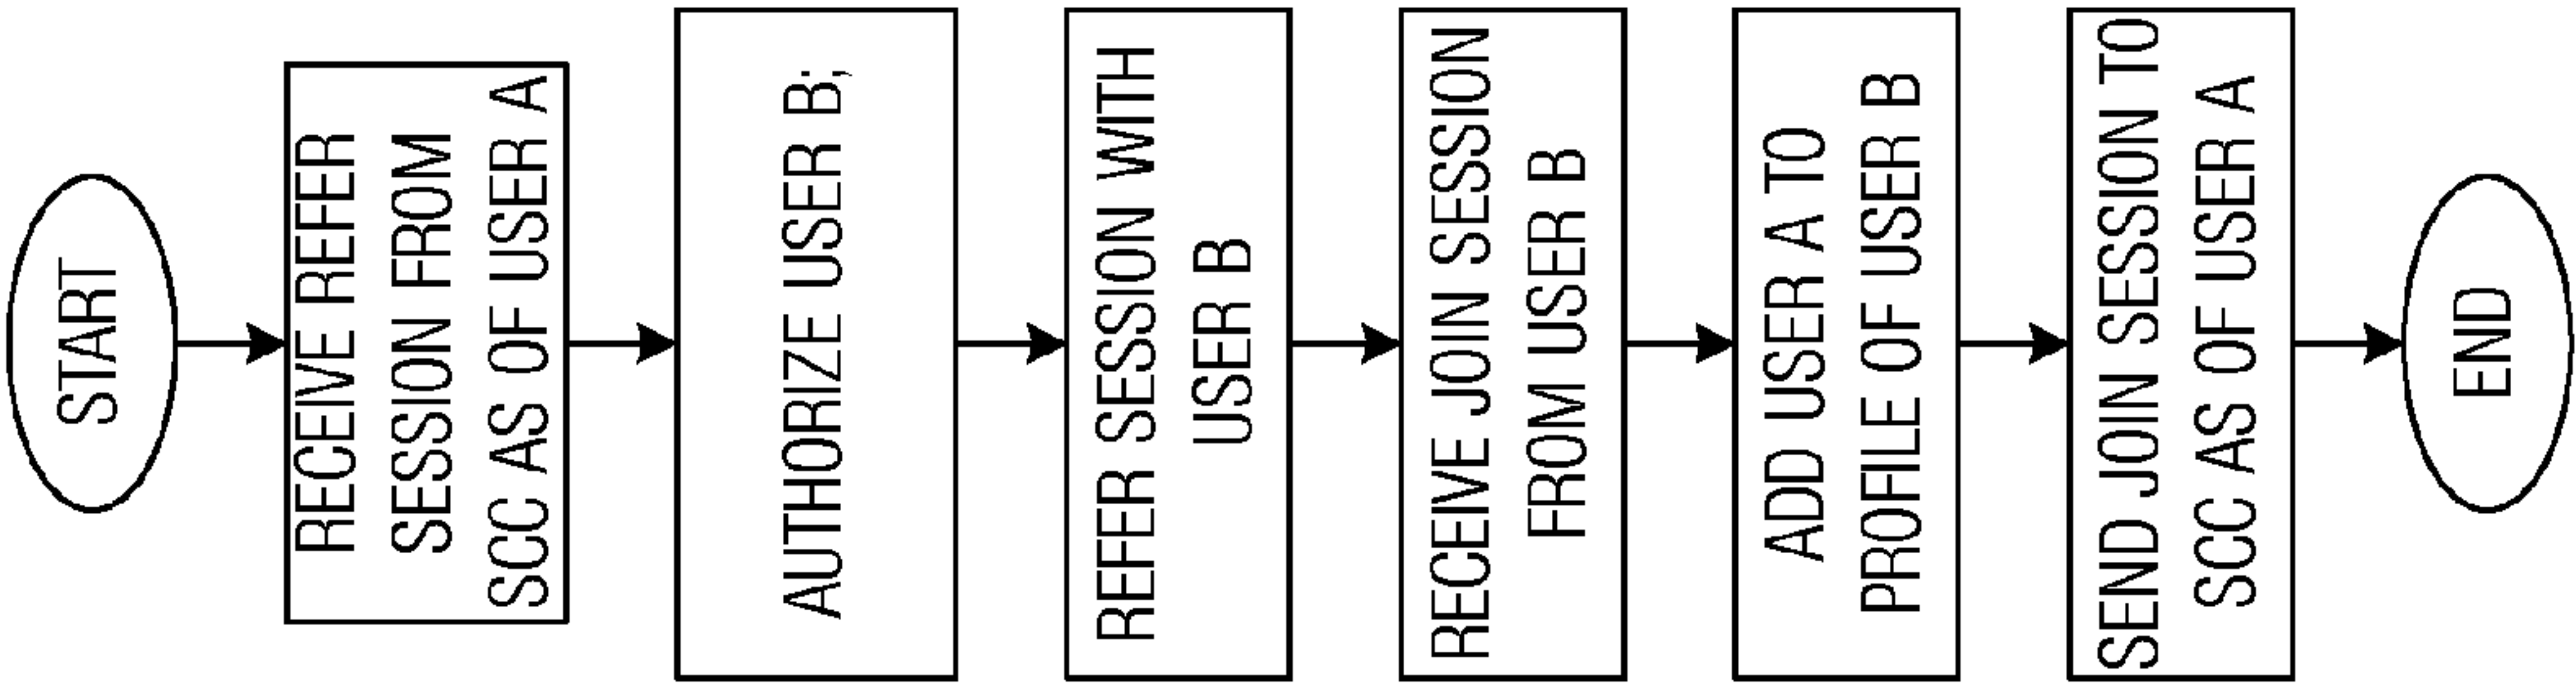 START
RECEIVE REFER
SESSION FROM
SCC AS OF USER A
AUTHORIZE USER B;
REFER SESSION WITH
USER B
RECEIVE JOIN SESSION
FROM USER B
ADD USER A TO
PROFILE OF USER B
SEND JOIN SESSION TO
SCC AS OF USER A
END